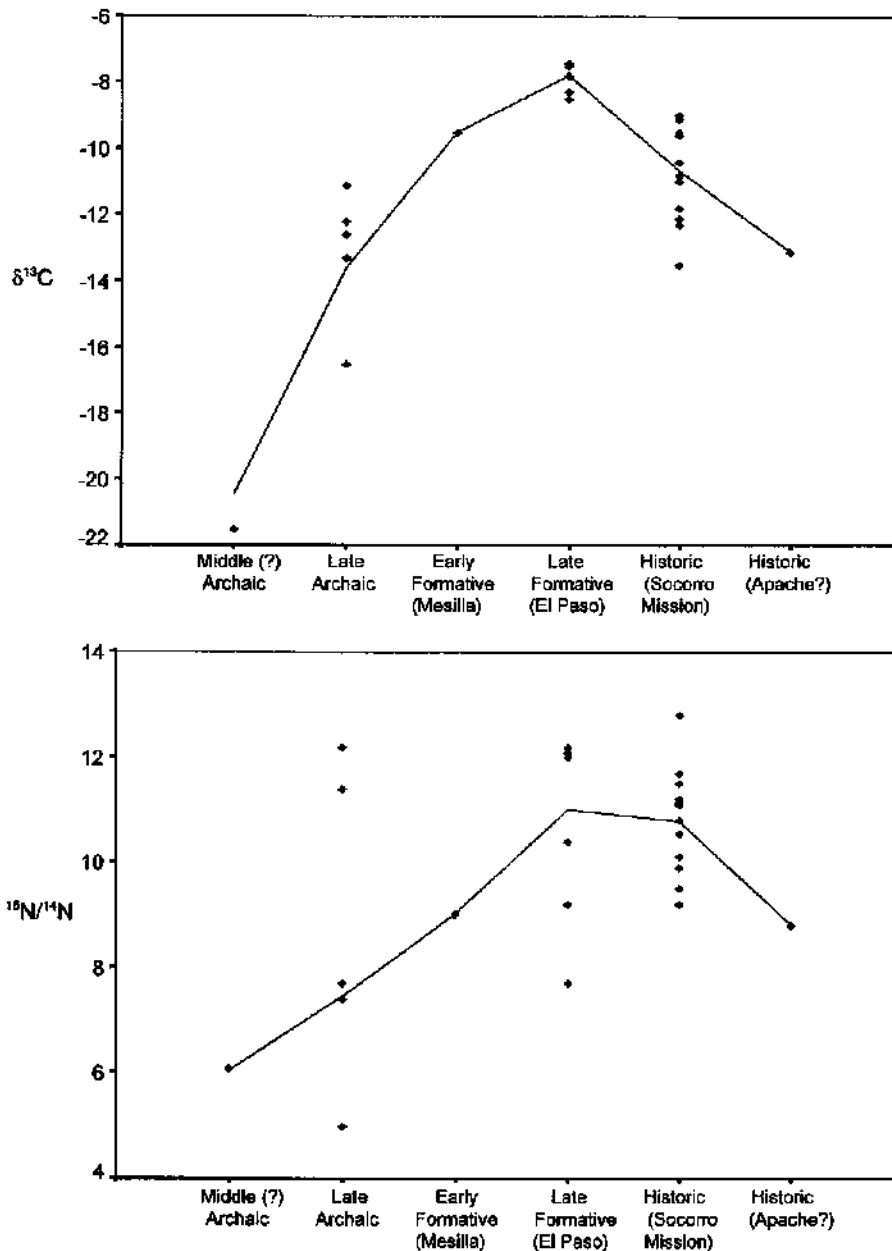 -6
-8
-10
-12
δ¹³C
-14
-16
-18
-20
-22
Middle (?)
Archaic
Late
Archaic
Early
Formative
(Mesilla)
Late
Formative
(El Paso)
Historic
(Socorro
Mission)
Historic
(Apache?)
14
12
10
¹⁵N/¹⁴N
8
6
4
Middle (?)
Archaic
Late
Archaic
Early
Formative
(Mesilla)
Late
Formative
(El Paso)
Historic
(Socorro
Mission)
Historic
(Apache?)